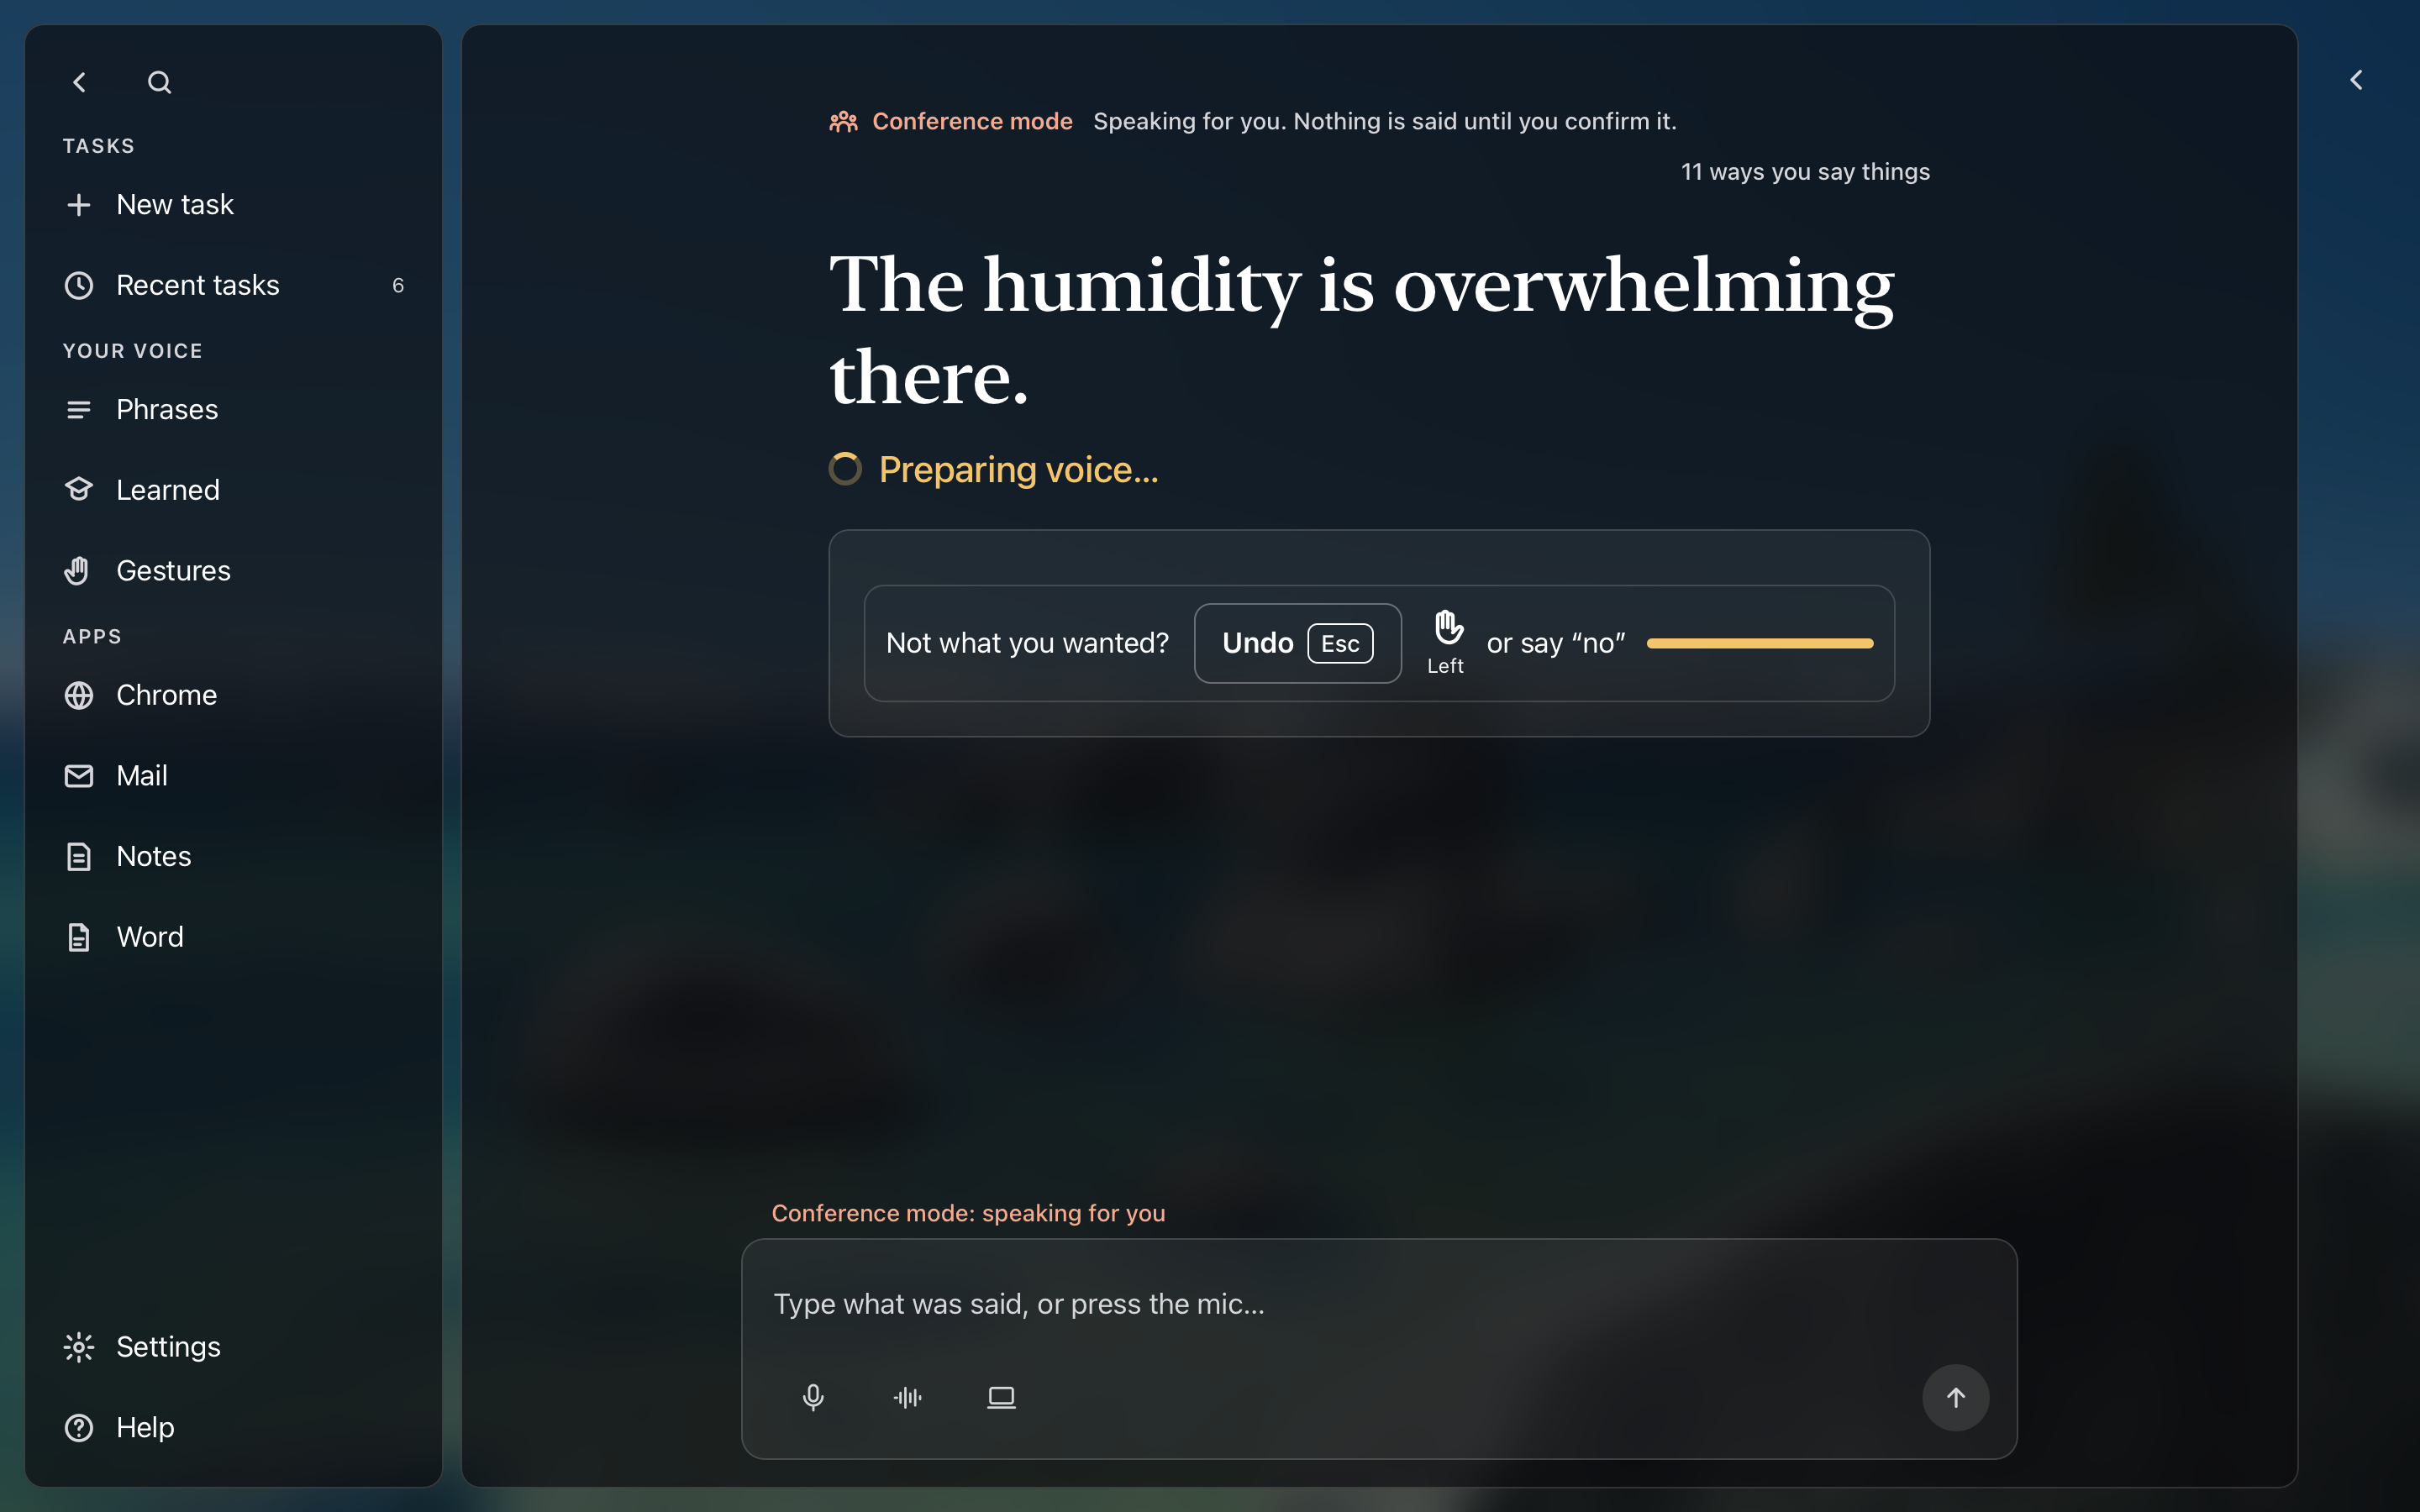 TASKS
New task
Recent tasks 6
YOUR VOICE
Phrases
Learned
Gestures
APPS
Chrome
Mail
Notes
Word
Settings
Help
Conference mode Speaking for you. Nothing is said until you confirm it.
11 ways you say things
The humidity is overwhelming
there.
Preparing voice...
Not what you wanted? Undo Esc Left or say “no”
Conference mode: speaking for you
Type what was said, or press the mic...